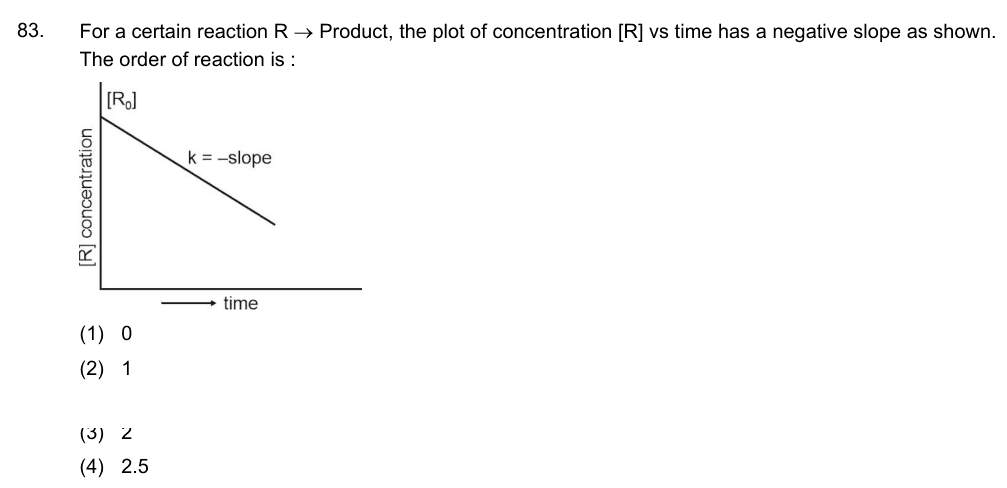 83. For a certain reaction R → Product, the plot of concentration [R] vs time has a negative slope as shown.
The order of reaction is :
[R₀]
k = –slope
[R] concentration
time
(1) 0
(2) 1
(3) 2
(4) 2.5